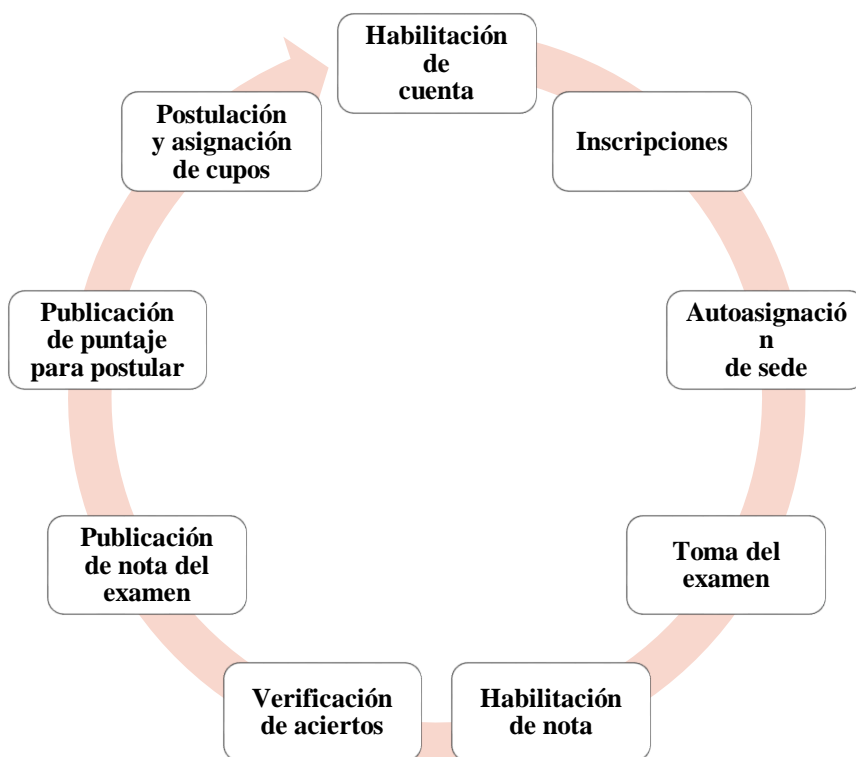 Habilitación
de
cuenta
Inscripciones
Autoasignació
n
de sede
Toma del
examen
Habilitación
de nota
Verificación
de aciertos
Publicación
de nota del
examen
Publicación
de puntaje
para postular
Postulación
y asignación
de cupos